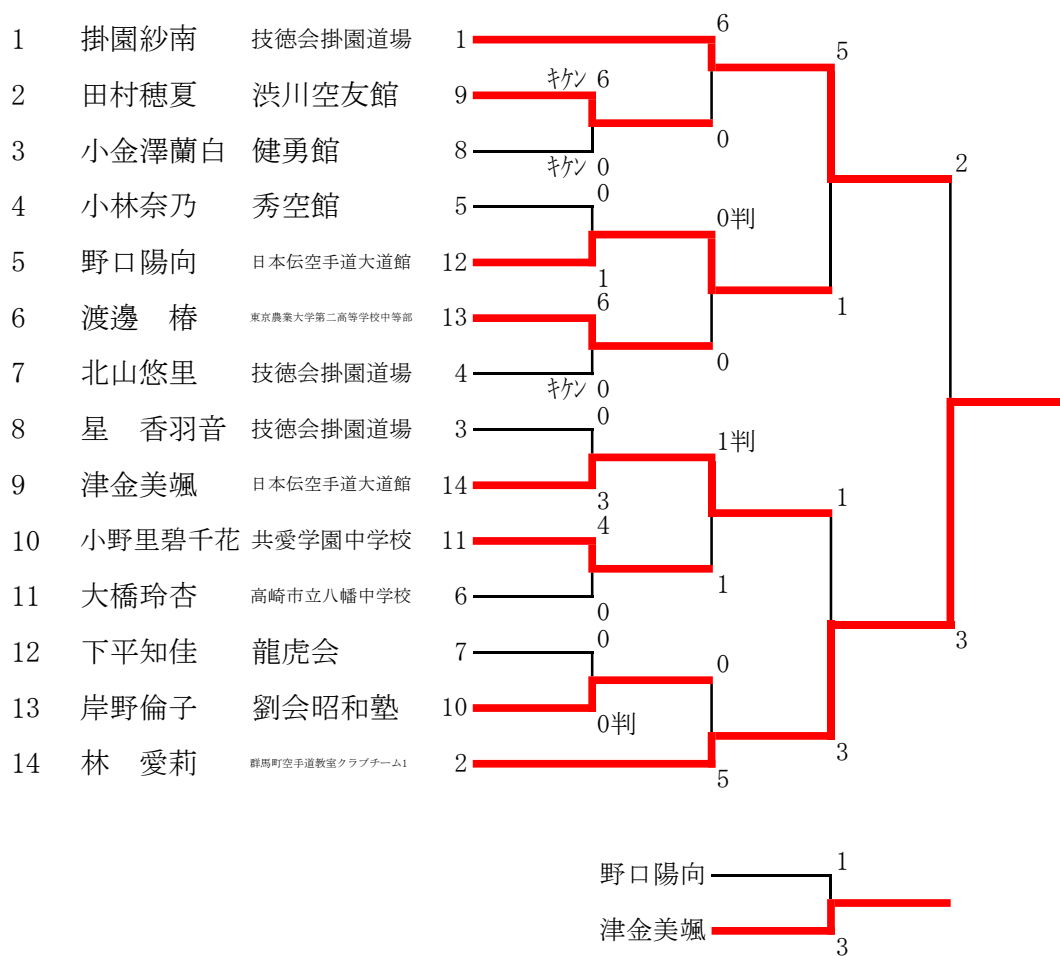 6
1 掛園紗南 技徳会掛園道場 1
5
ｷｹﾝ 6
2 田村穂夏 渋川空友館 9
0
3 小金澤蘭白 健勇館 8
ｷｹﾝ 0
2
0
4 小林奈乃 秀空館 5
0判
5 野口陽向 日本伝空手道大道館 12
1
6
1
6 渡邊 椿 東京農業大学第二高等学校中等部 13
0
7 北山悠里 技徳会掛園道場 4
ｷｹﾝ 0
0
8 星 香羽音 技徳会掛園道場 3
1判
9 津金美颯 日本伝空手道大道館 14
3
1
4
10 小野里碧千花 共愛学園中学校 11
1
11 大橋玲杏 高崎市立八幡中学校 6
0
0
3
12 下平知佳 龍虎会 7
0
13 岸野倫子 劉会昭和塾 10
0判
3
14 林 愛莉 群馬町空手道教室クラブチーム1 2
5
1
野口陽向
津金美颯
3